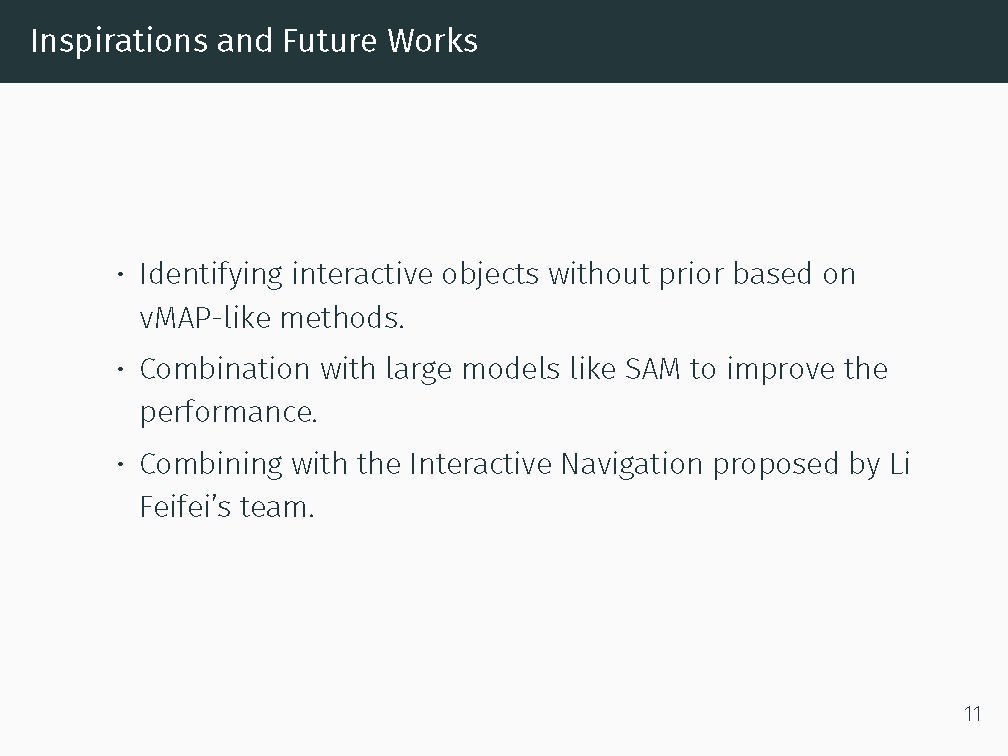 Inspirations and Future Works
• Identifying interactive objects without prior based on
vMAP-like methods.
• Combination with large models like SAM to improve the
performance.
• Combining with the Interactive Navigation proposed by Li
Feifei’s team.
11